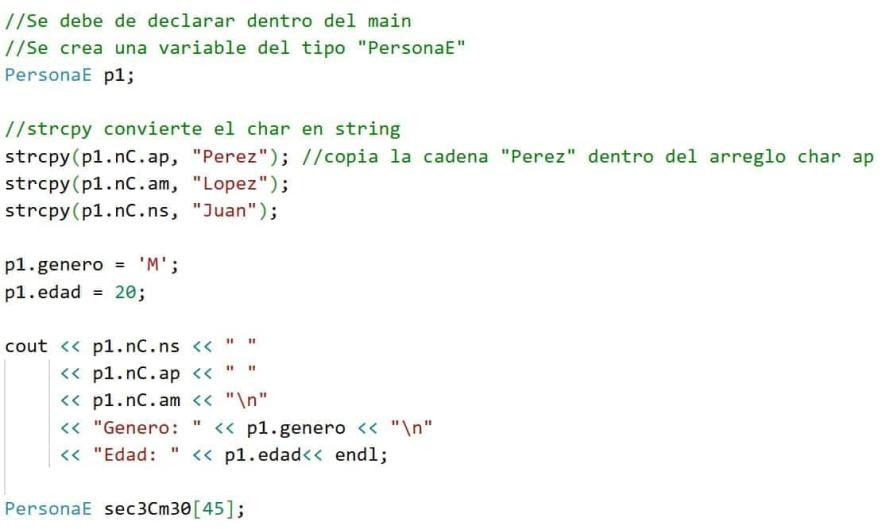 //Se debe de declarar dentro del main
//Se crea una variable del tipo "PersonaE"
PersonaE p1;
//strcpy convierte el char en string
strcpy(p1.nC.ap, "Perez"); //copia la cadena "Perez" dentro del arreglo char ap
strcpy(p1.nC.am, "Lopez");
strcpy(p1.nC.ns, "Juan");
p1.genero = 'M';
p1.edad = 20;
cout << p1.nC.ns << " "
<< p1.nC.ap << " "
<< p1.nC.am << "\n"
<< "Genero: " << p1.genero << "\n"
<< "Edad: " << p1.edad<< endl;
PersonaE sec3Cm30[45];